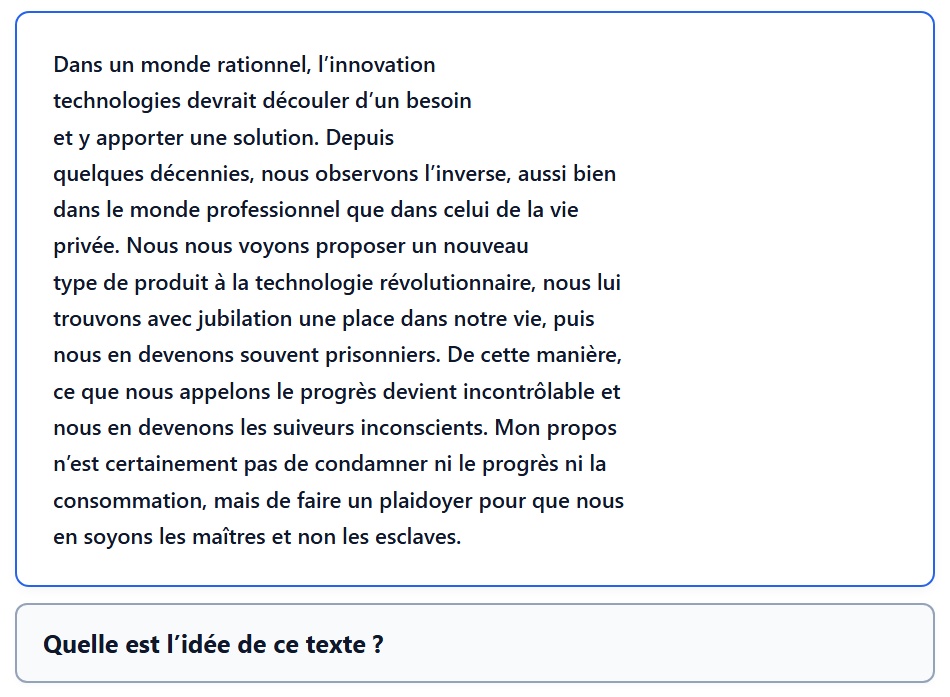 Dans un monde rationnel, l’innovation
technologies devrait découler d’un besoin
et y apporter une solution. Depuis
quelques décennies, nous observons l’inverse, aussi bien
dans le monde professionnel que dans celui de la vie
privée. Nous nous voyons proposer un nouveau
type de produit à la technologie révolutionnaire, nous lui
trouvons avec jubilation une place dans notre vie, puis
nous en devenons souvent prisonniers. De cette manière,
ce que nous appelons le progrès devient incontrôlable et
nous en devenons les suiveurs inconscients. Mon propos
n’est certainement pas de condamner ni le progrès ni la
consommation, mais de faire un plaidoyer pour que nous
en soyons les maîtres et non les esclaves.
Quelle est l’idée de ce texte ?